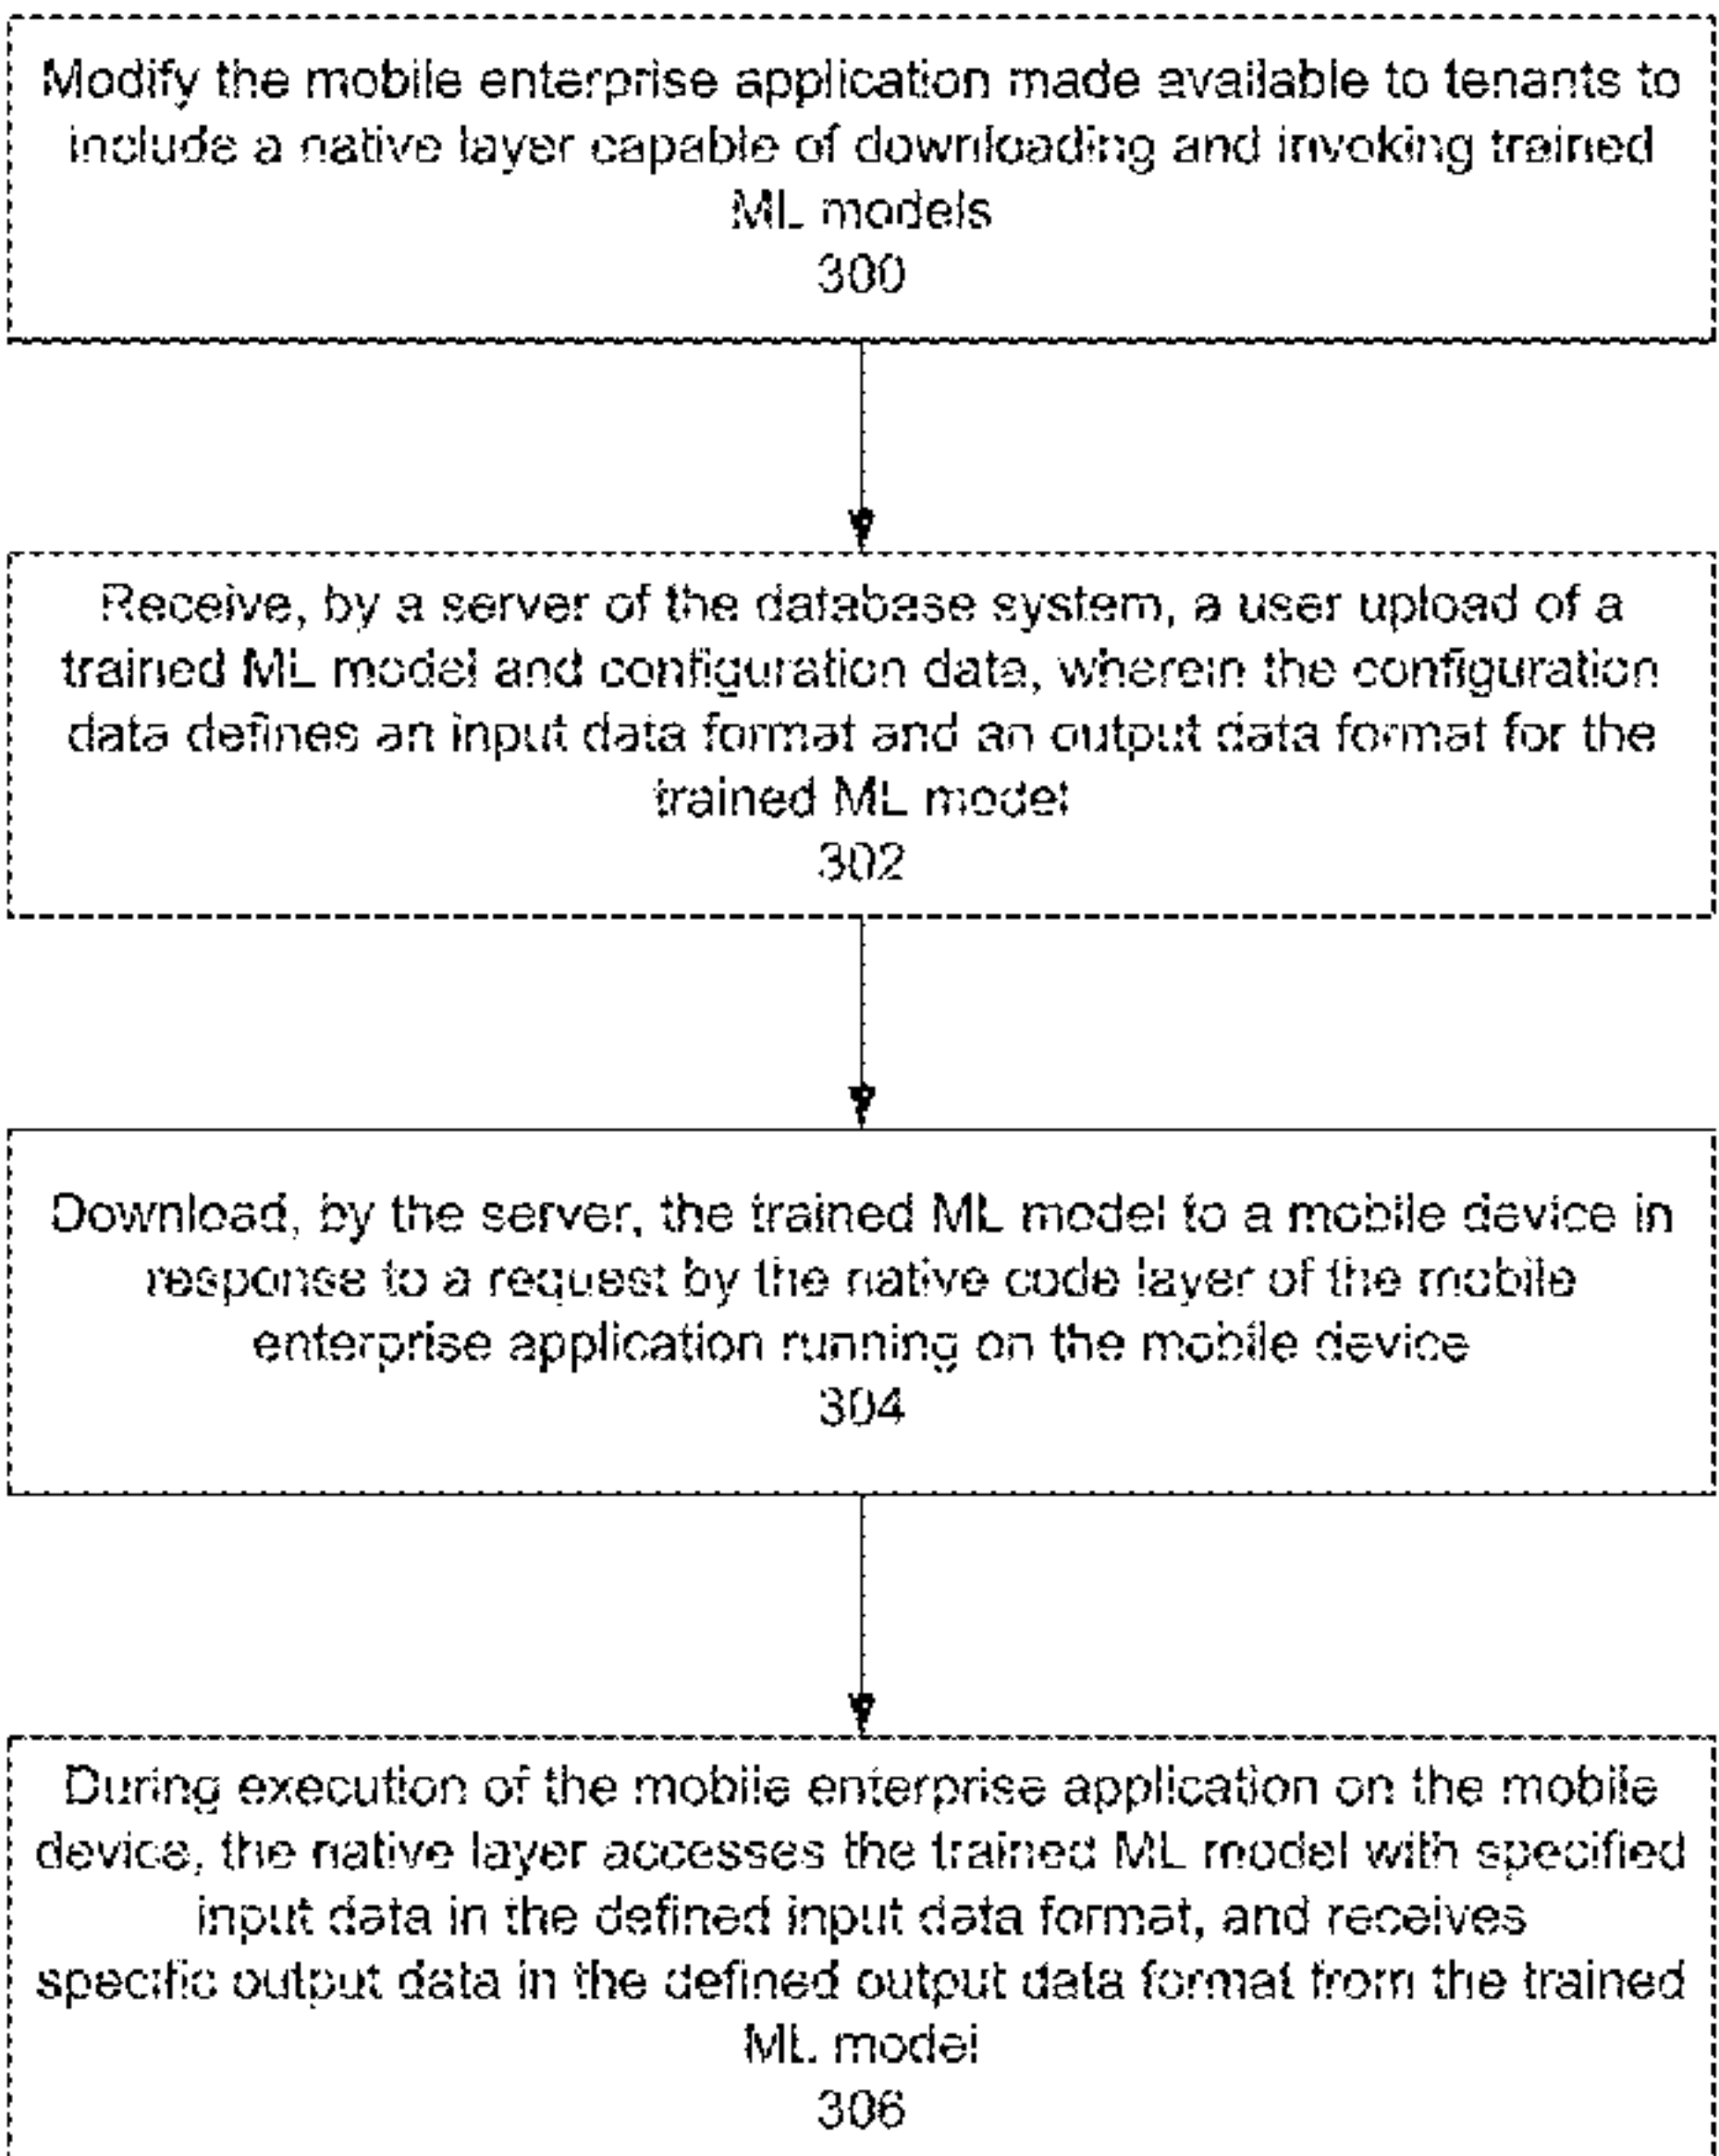 Modify the mobile enterprise application made available to tenants to
include a native layer capable of downloading and invoking trained
ML models
300
Receive, by a server of the database system, a user upload of a
trained ML model and configuration data, wherein the configuration
data defines an input data format and an output data format for the
trained ML model
302
Download, by the server, the trained ML model to a mobile device in
response to a request by the native code layer of the mobile
enterprise application running on the mobile device
304
During execution of the mobile enterprise application on the mobile
device, the native layer accesses the trained ML model with specified
input data in the defined input data format, and receives
specific output data in the defined output data format from the trained
ML model
306